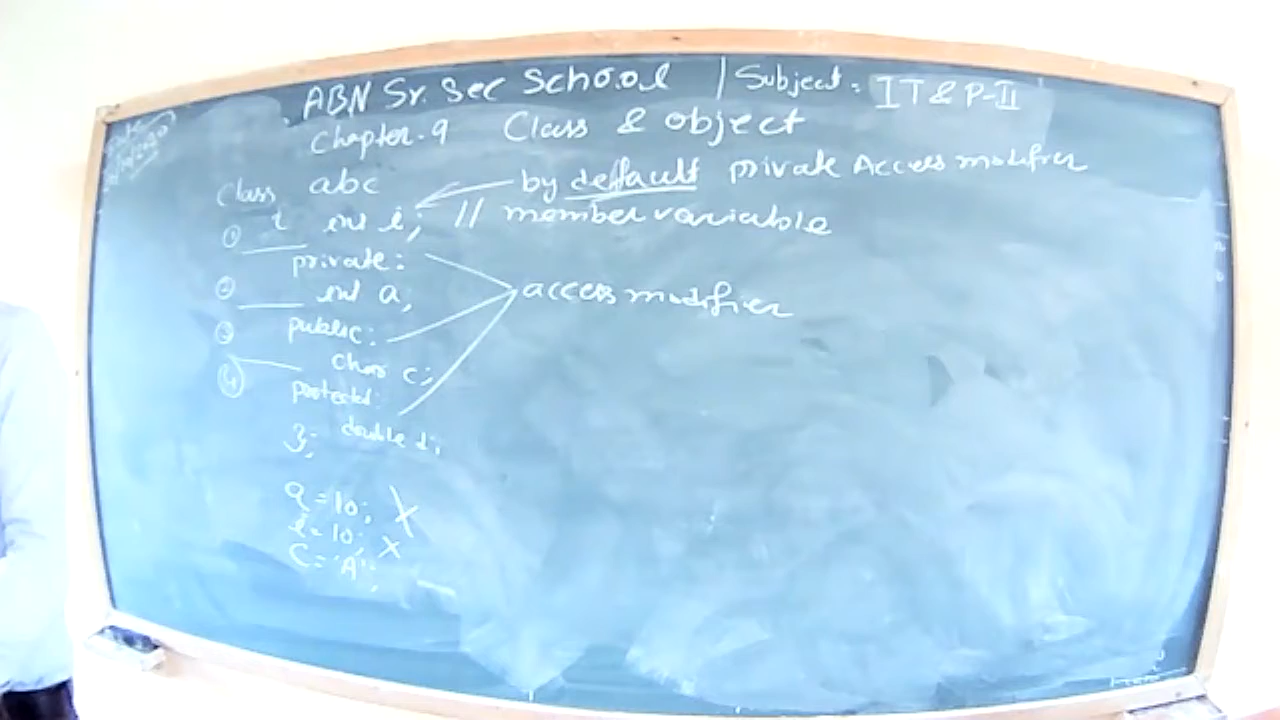 ABN Sr. Sec School | Subject: IT & P-II
Chapter-9 Class & object
Class abc
by default private Access modifier
① { int i; // member variable
private:
② int a;
access modifier
③ public:
char c;
④ protected:
double d;
};
a=10; X
i=10; X
C='A';